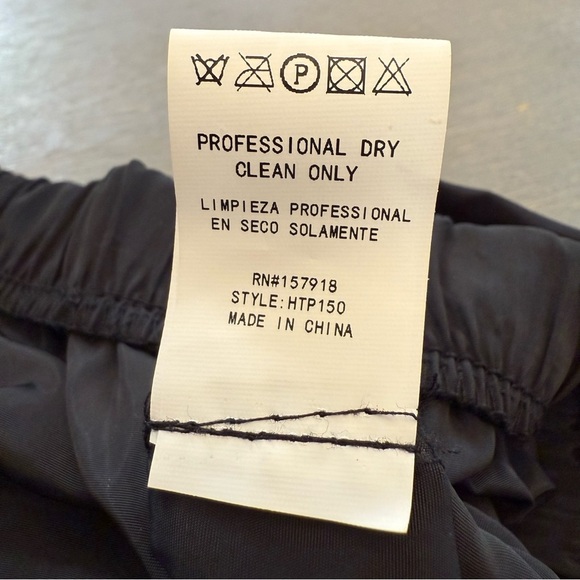 P
PROFESSIONAL DRY
CLEAN ONLY
LIMPIEZA PROFESSIONAL
EN SECO SOLAMENTE
RN#157918
STYLE:HTP150
MADE IN CHINA